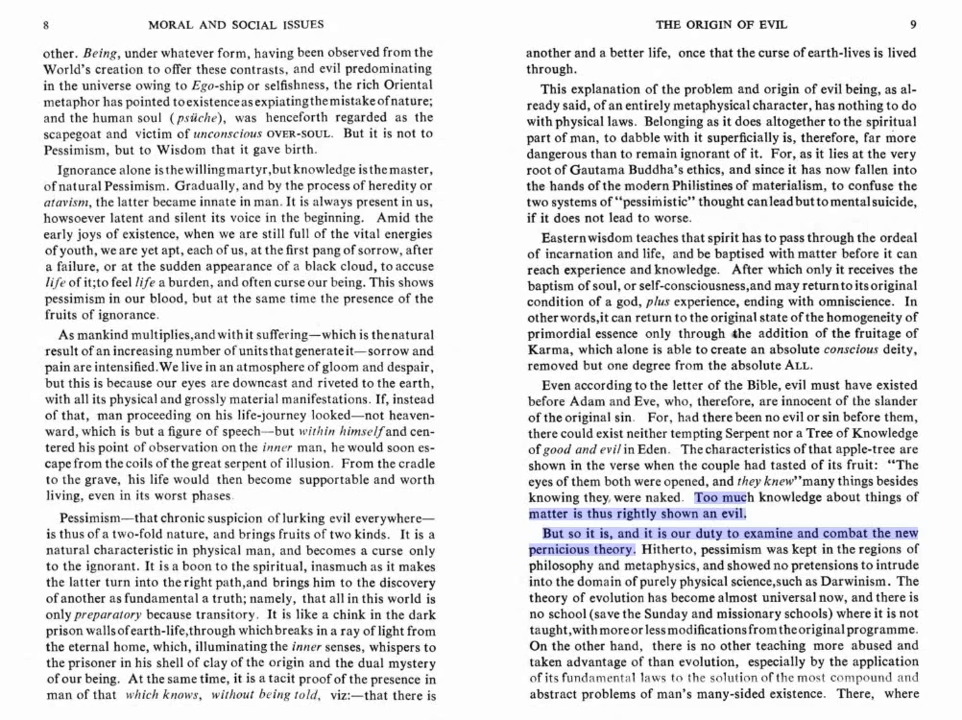 8 MORAL AND SOCIAL ISSUES
other. Being, under whatever form, having been observed from the
World's creation to offer these contrasts, and evil predominating
in the universe owing to Ego-ship or selfishness, the rich Oriental
metaphor has pointed to existence as expiating the mistake of nature;
and the human soul (psüche), was henceforth regarded as the
scapegoat and victim of unconscious OVER-SOUL. But it is not to
Pessimism, but to Wisdom that it gave birth.
Ignorance alone is the willing martyr, but knowledge is the master,
of natural Pessimism. Gradually, and by the process of heredity or
atavism, the latter became innate in man. It is always present in us,
howsoever latent and silent its voice in the beginning. Amid the
early joys of existence, when we are still full of the vital energies
of youth, we are yet apt, each of us, at the first pang of sorrow, after
a failure, or at the sudden appearance of a black cloud, to accuse
life of it; to feel life a burden, and often curse our being. This shows
pessimism in our blood, but at the same time the presence of the
fruits of ignorance.
As mankind multiplies, and with it suffering—which is the natural
result of an increasing number of units that generate it—sorrow and
pain are intensified. We live in an atmosphere of gloom and despair,
but this is because our eyes are downcast and riveted to the earth,
with all its physical and grossly material manifestations. If, instead
of that, man proceeding on his life-journey looked—not heaven-
ward, which is but a figure of speech—but within himself and cen-
tered his point of observation on the inner man, he would soon es-
cape from the coils of the great serpent of illusion. From the cradle
to the grave, his life would then become supportable and worth
living, even in its worst phases.
Pessimism—that chronic suspicion of lurking evil everywhere—
is thus of a two-fold nature, and brings fruits of two kinds. It is a
natural characteristic in physical man, and becomes a curse only
to the ignorant. It is a boon to the spiritual, inasmuch as it makes
the latter turn into the right path, and brings him to the discovery
of another as fundamental a truth; namely, that all in this world is
only preparatory because transitory. It is like a chink in the dark
prison walls of earth-life, through which breaks in a ray of light from
the eternal home, which, illuminating the inner senses, whispers to
the prisoner in his shell of clay of the origin and the dual mystery
of our being. At the same time, it is a tacit proof of the presence in
man of that which knows, without being told, viz:—that there is
THE ORIGIN OF EVIL 9
another and a better life, once that the curse of earth-lives is lived
through.
This explanation of the problem and origin of evil being, as al-
ready said, of an entirely metaphysical character, has nothing to do
with physical laws. Belonging as it does altogether to the spiritual
part of man, to dabble with it superficially is, therefore, far more
dangerous than to remain ignorant of it. For, as it lies at the very
root of Gautama Buddha's ethics, and since it has now fallen into
the hands of the modern Philistines of materialism, to confuse the
two systems of "pessimistic" thought can lead but to mental suicide,
if it does not lead to worse.
Eastern wisdom teaches that spirit has to pass through the ordeal
of incarnation and life, and be baptised with matter before it can
reach experience and knowledge. After which only it receives the
baptism of soul, or self-consciousness, and may return to its original
condition of a god, plus experience, ending with omniscience. In
other words, it can return to the original state of the homogeneity of
primordial essence only through the addition of the fruitage of
Karma, which alone is able to create an absolute conscious deity,
removed but one degree from the absolute ALL.
Even according to the letter of the Bible, evil must have existed
before Adam and Eve, who, therefore, are innocent of the slander
of the original sin. For, had there been no evil or sin before them,
there could exist neither tempting Serpent nor a Tree of Knowledge
of good and evil in Eden. The characteristics of that apple-tree are
shown in the verse when the couple had tasted of its fruit: "The
eyes of them both were opened, and they knew" many things besides
knowing they were naked. Too much knowledge about things of
matter is thus rightly shown an evil.
But so it is, and it is our duty to examine and combat the new
pernicious theory. Hitherto, pessimism was kept in the regions of
philosophy and metaphysics, and showed no pretensions to intrude
into the domain of purely physical science, such as Darwinism. The
theory of evolution has become almost universal now, and there is
no school (save the Sunday and missionary schools) where it is not
taught, with more or less modifications from the original programme.
On the other hand, there is no other teaching more abused and
taken advantage of than evolution, especially by the application
of its fundamental laws to the solution of the most compound and
abstract problems of man's many-sided existence. There, where